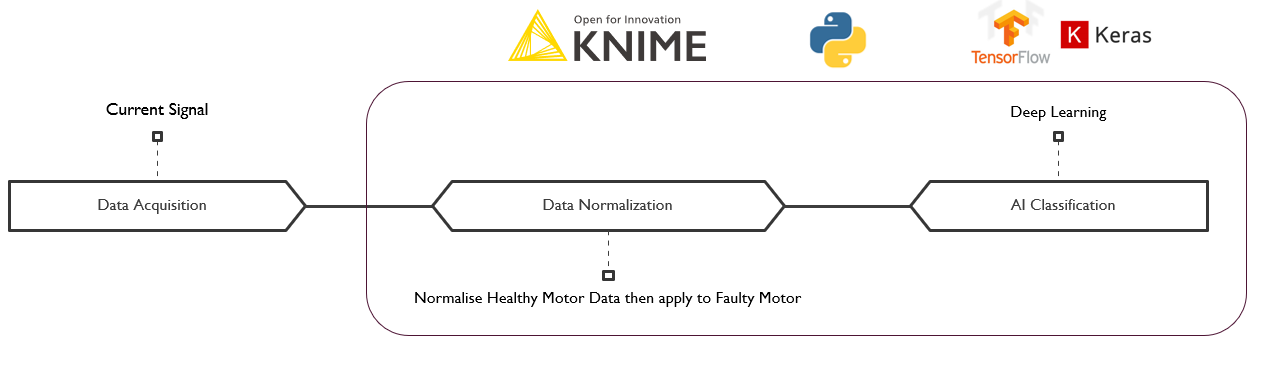 Open for Innovation
KNIME
TensorFlow
K Keras
Current Signal
Deep Learning
Data Acquisition
Data Normalization
AI Classification
Normalise Healthy Motor Data then apply to Faulty Motor